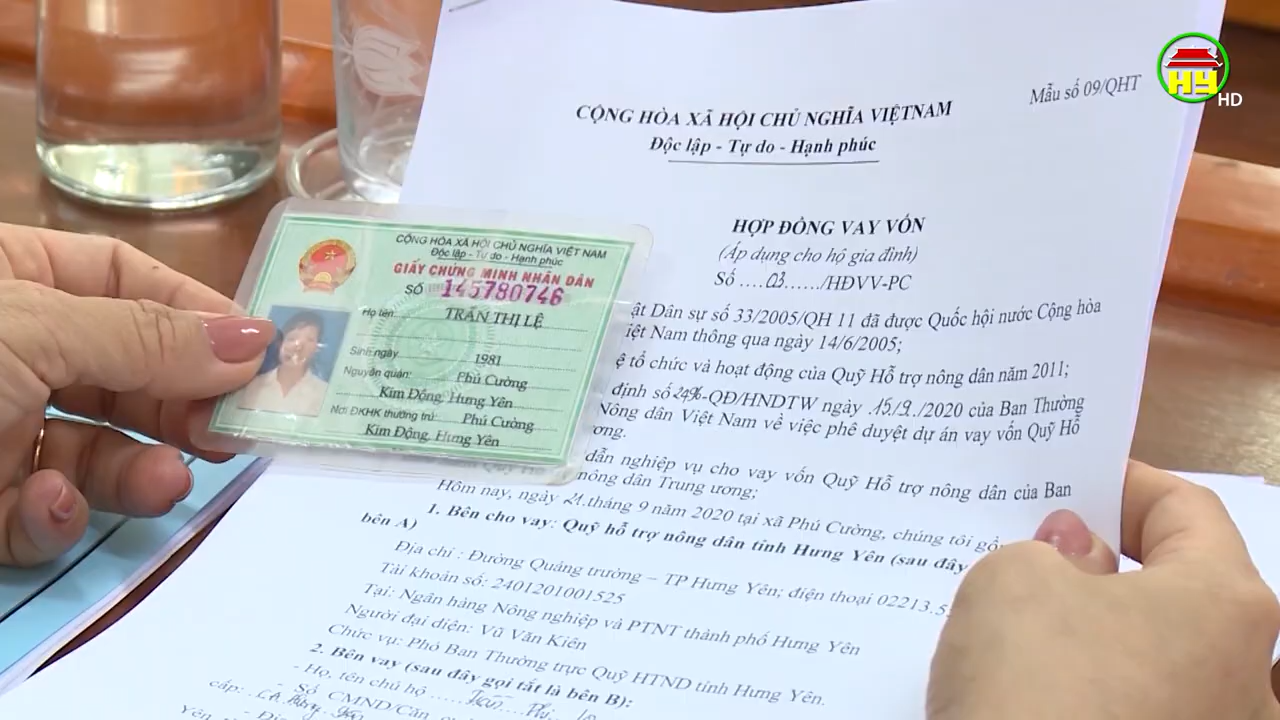 HY
HD
Mẫu số 09/QHT
CỘNG HÒA XÃ HỘI CHỦ NGHĨA VIỆTNAM
Độc lập - Tự do - Hạnh phúc
HỢP ĐỒNG VAY VỐN
(Áp dụng cho hộ gia đình)
Số ....03....../HĐVV-PC
ật Dân sự số 33/2005/QH 11 đã được Quốc hội nước Cộng hòa
iệt Nam thông qua ngày 14/6/2005;
ệ tổ chức và hoạt động của Quỹ Hỗ trợ nông dân năm 2011;
định số -QĐ/HNDTW ngày .15/9../2020 của Ban Thường
Nông dân Việt Nam về việc phê duyệt dự án vay vốn Quỹ Hỗ
ương.
dẫn nghiệp vụ cho vay vốn Quỹ Hỗ trợ nông dân của Ban
nông dân Trung ương;
Hôm nay, ngày 21.tháng 9 năm 2020 tại xã Phú Cường, chúng tôi gồ
1. Bên cho vay: Quỹ hỗ trợ nông dân tỉnh Hưng Yên (sau đây
bên A)
Địa chỉ : Đường Quảng trường – TP Hưng Yên; điện thoại 02213.5
Tài khoản số: 2401201001525
Tại: Ngân hàng Nông nghiệp và PTNT thành phố Hưng Yên
Người đại diện: Vũ Văn Kiên
Chức vụ: Phó Ban Thường trực Quỹ HTND tỉnh Hưng Yên.
2. Bên vay (sau đây gọi tắt là bên B);
- Họ, tên chủ hộ ..... Trần Thị Lệ
- Số CMND/Căn
cấp:
CỘNG HÒA XÃ HỘI CHỦ NGHĨA VIỆT NAM
Độc lập - Tự do - Hạnh phúc
GIẤY CHỨNG MINH NHÂN DÂN
SỐ 145780746
Họ tên: TRẦN THỊ LỆ
Sinh ngày 1981
Nguyên quán: Phú Cường
Kim Động, Hưng Yên
Nơi ĐKHK thường trú: Phú Cường
Kim Động, Hưng Yên